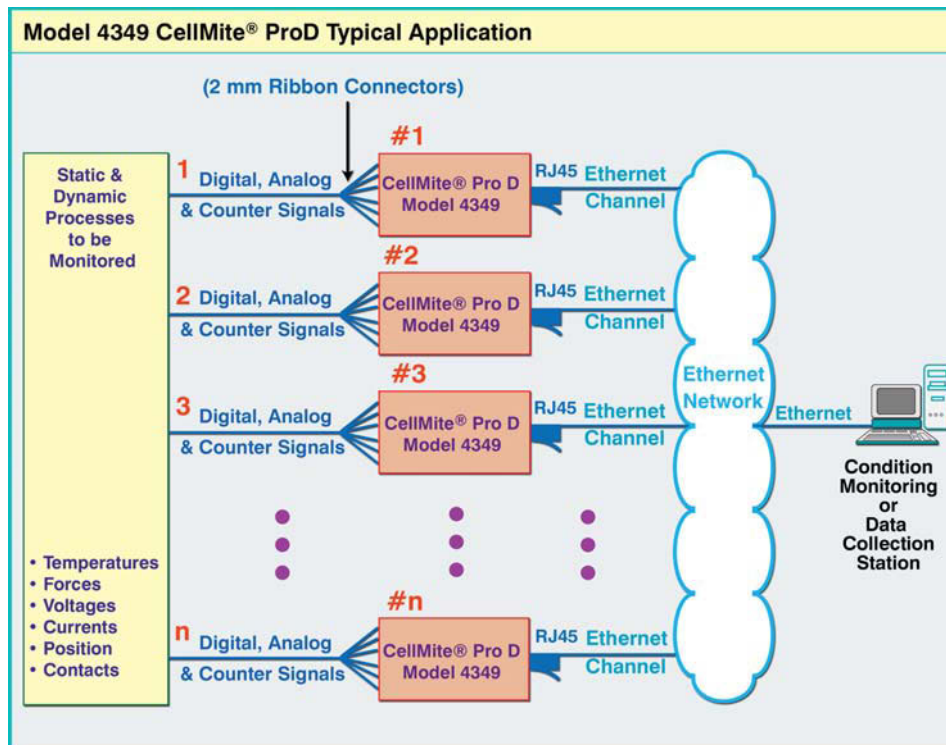 Model 4349 CellMite® ProD Typical Application
(2 mm Ribbon Connectors)
Static &
Dynamic
Processes
to be
Monitored
• Temperatures
• Forces
• Voltages
• Currents
• Position
• Contacts
1
Digital, Analog
& Counter Signals
#1
CellMite® Pro D
Model 4349
RJ45 Ethernet
Channel
2
Digital, Analog
& Counter Signals
#2
CellMite® Pro D
Model 4349
RJ45 Ethernet
Channel
3
Digital, Analog
& Counter Signals
#3
CellMite® Pro D
Model 4349
RJ45 Ethernet
Channel
n
Digital, Analog
& Counter Signals
#n
CellMite® Pro D
Model 4349
RJ45 Ethernet
Channel
Ethernet
Network
Ethernet
Condition
Monitoring
or
Data
Collection
Station